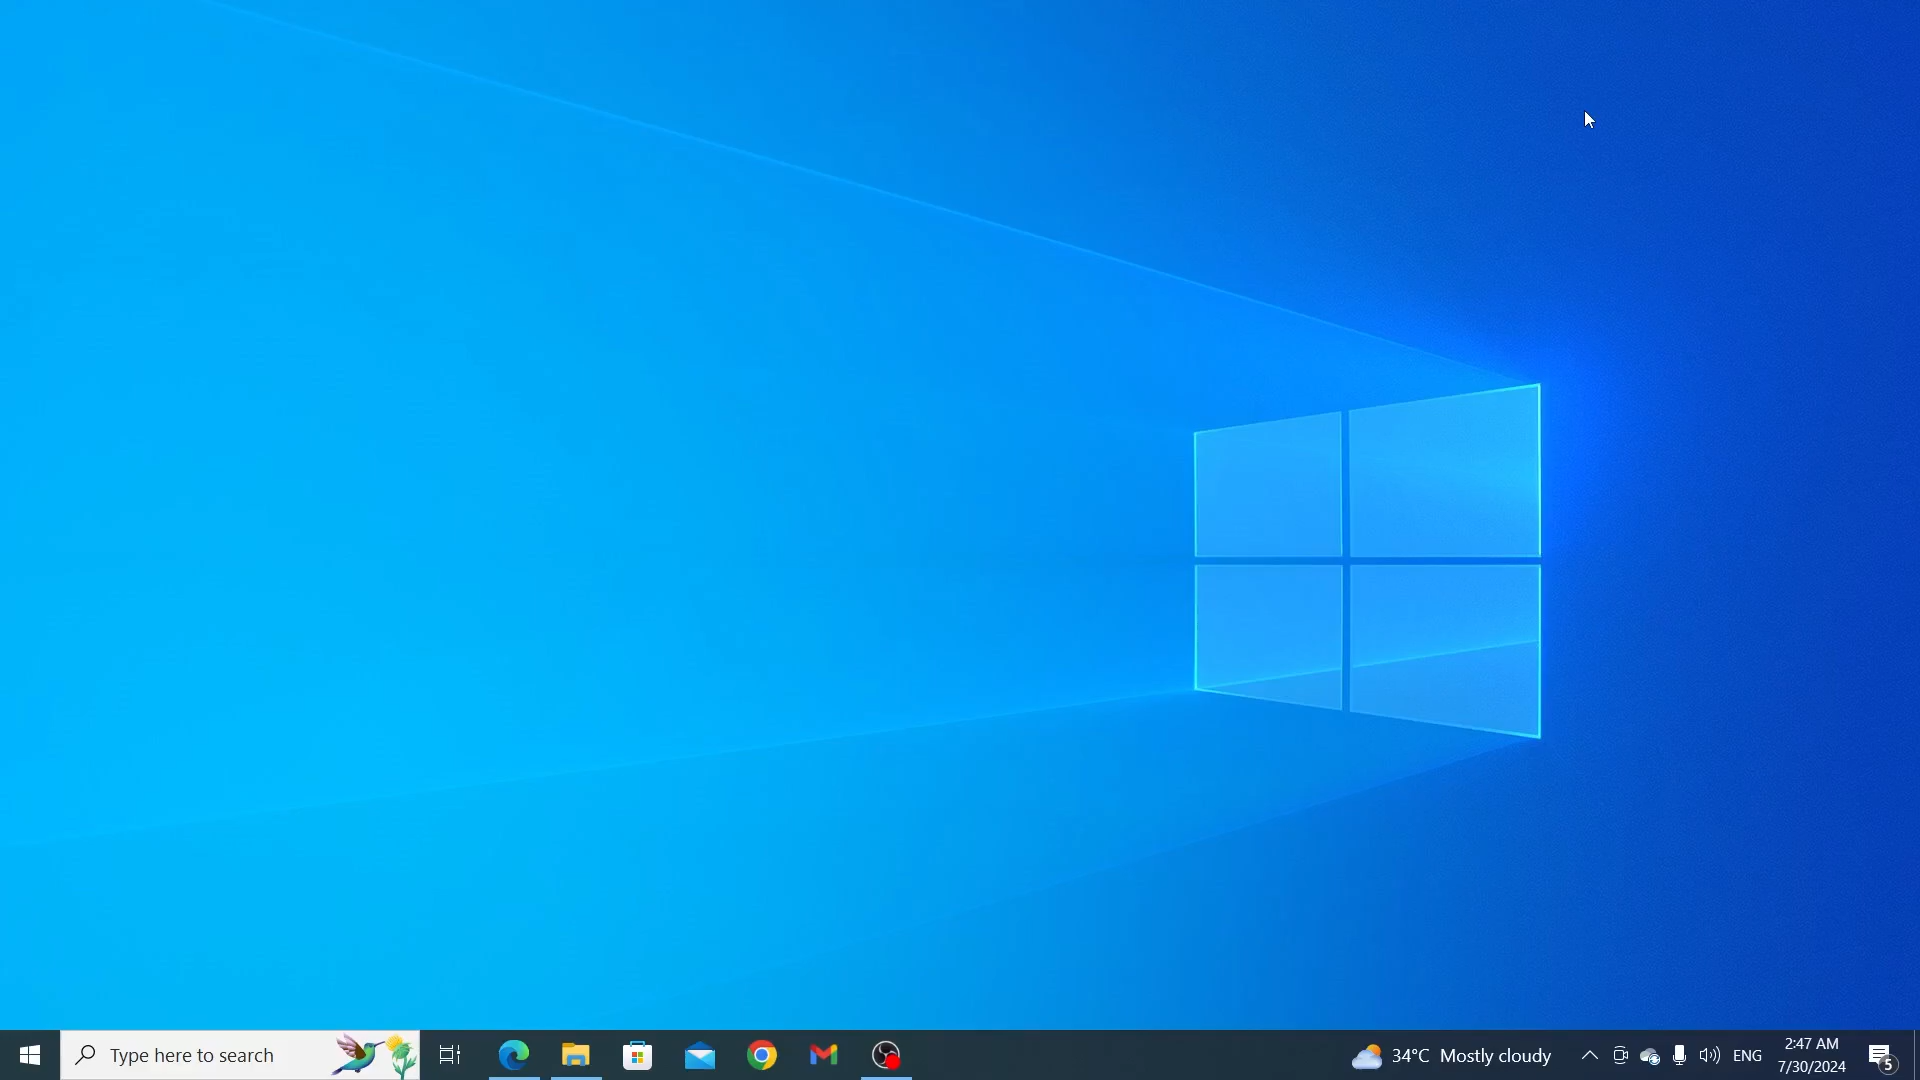 Type here to search
34°C Mostly cloudy
ENG
2:47 AM
7/30/2024
5